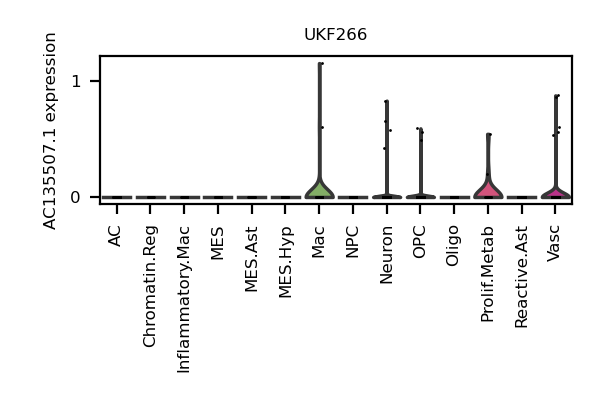 UKF266
AC135507.1 expression
1
0
AC
Chromatin.Reg
Inflammatory.Mac
MES
MES.Ast
MES.Hyp
Mac
NPC
Neuron
OPC
Oligo
Prolif.Metab
Reactive.Ast
Vasc